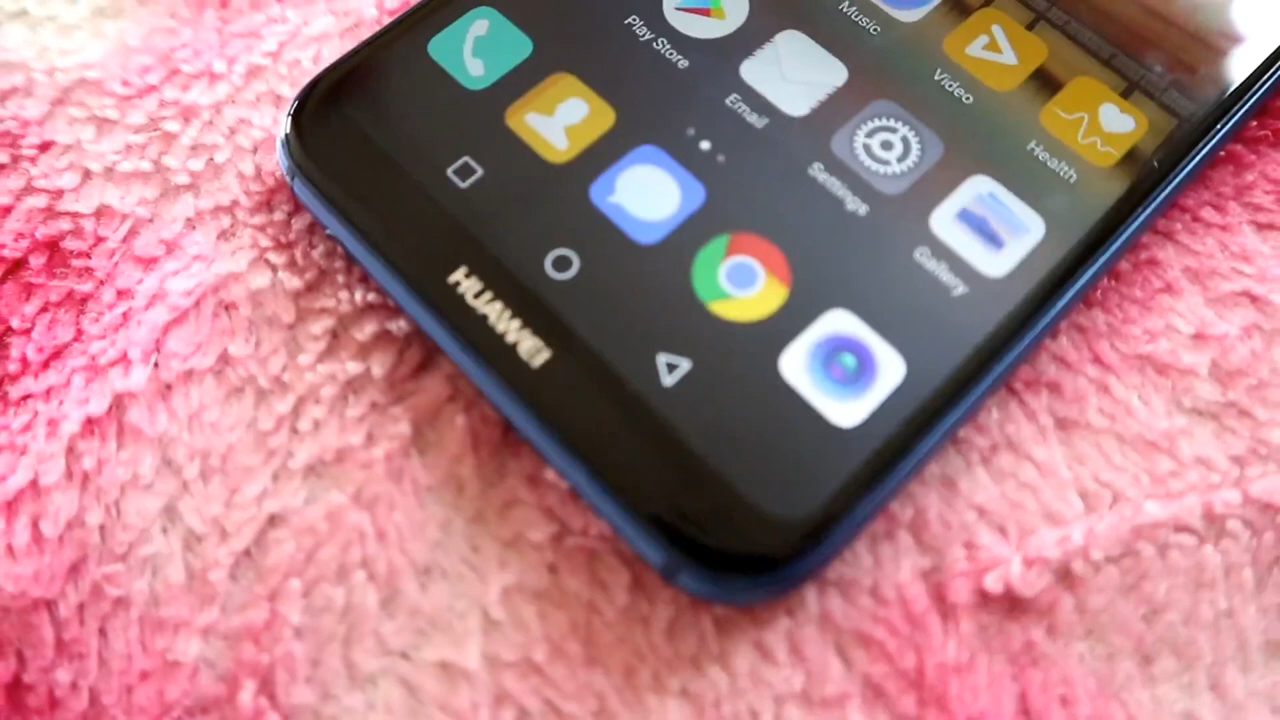 Play Store
Music
Email
Video
Settings
Health
Gallery
HUAWEI